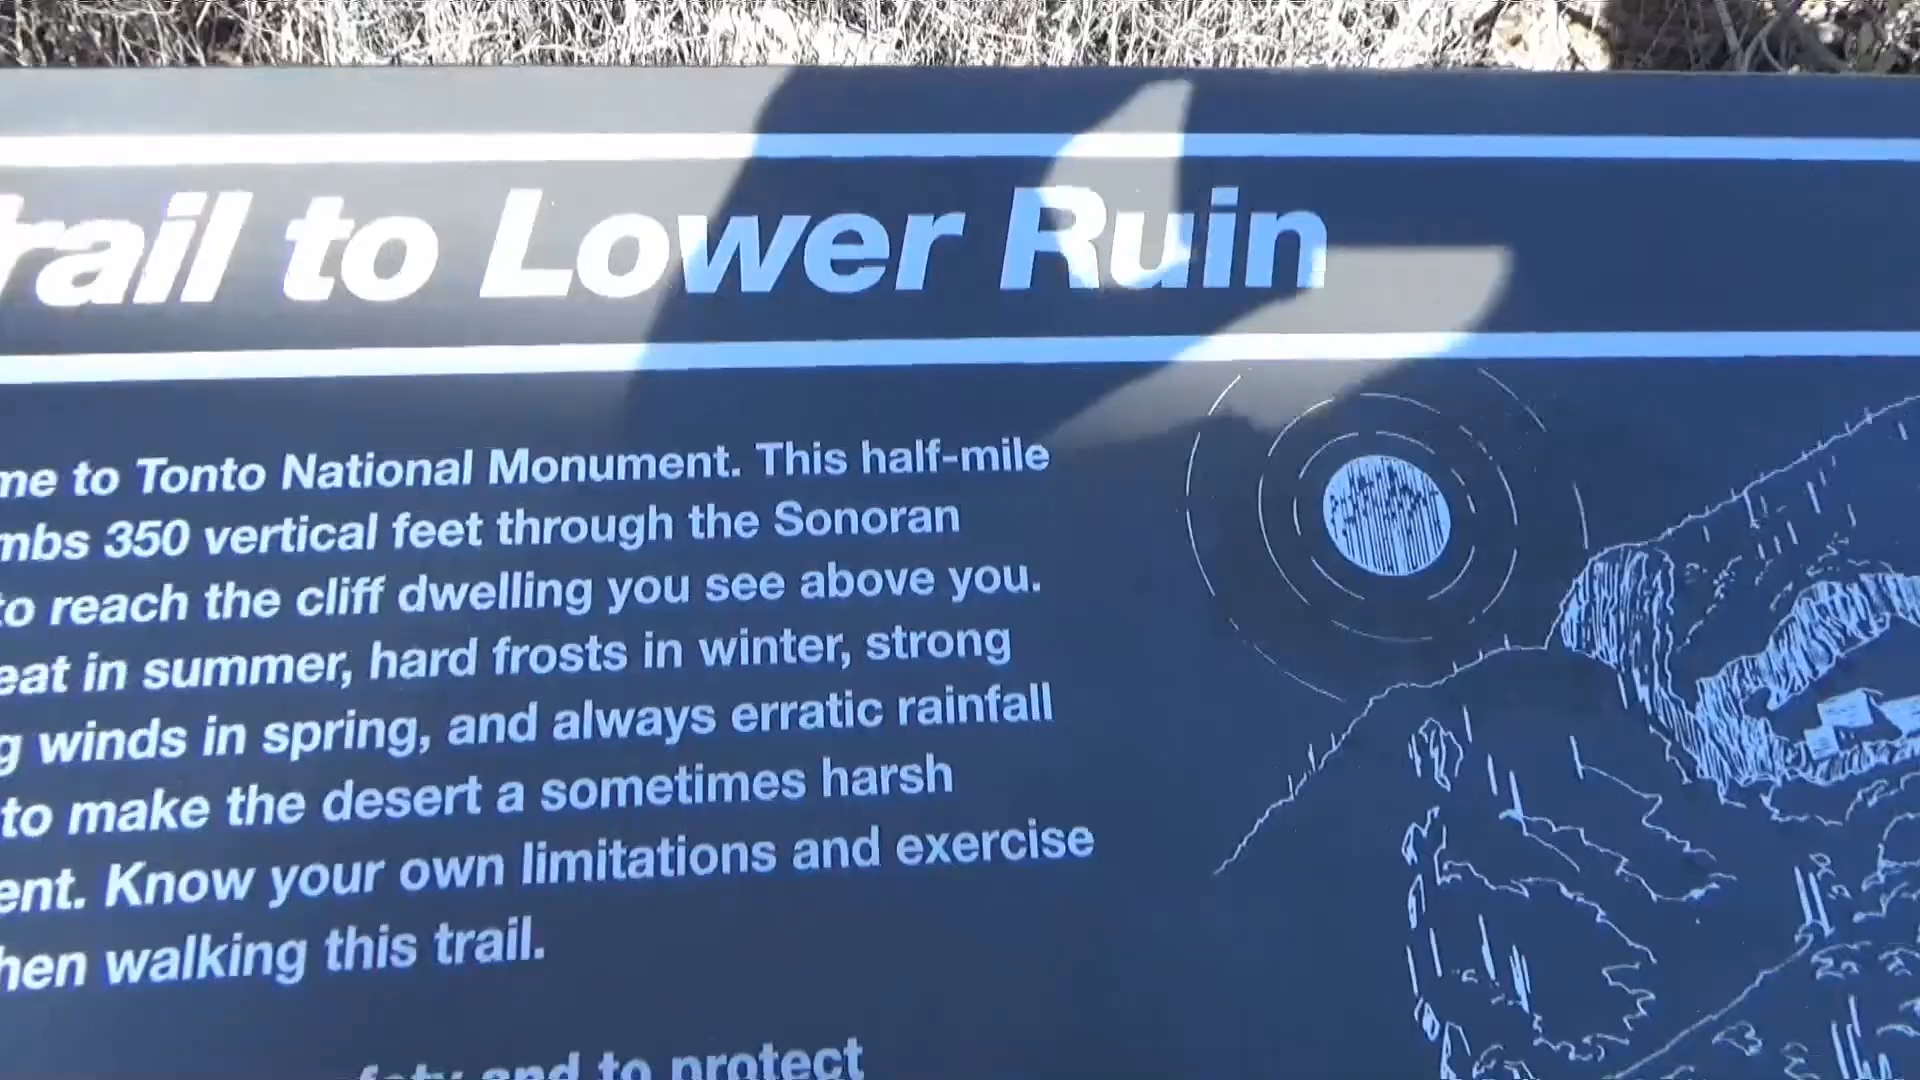 rail to Lower Ruin
me to Tonto National Monument. This half-mile
mbs 350 vertical feet through the Sonoran
to reach the cliff dwelling you see above you.
eat in summer, hard frosts in winter, strong
g winds in spring, and always erratic rainfall
to make the desert a sometimes harsh
ent. Know your own limitations and exercise
hen walking this trail.
and to protect